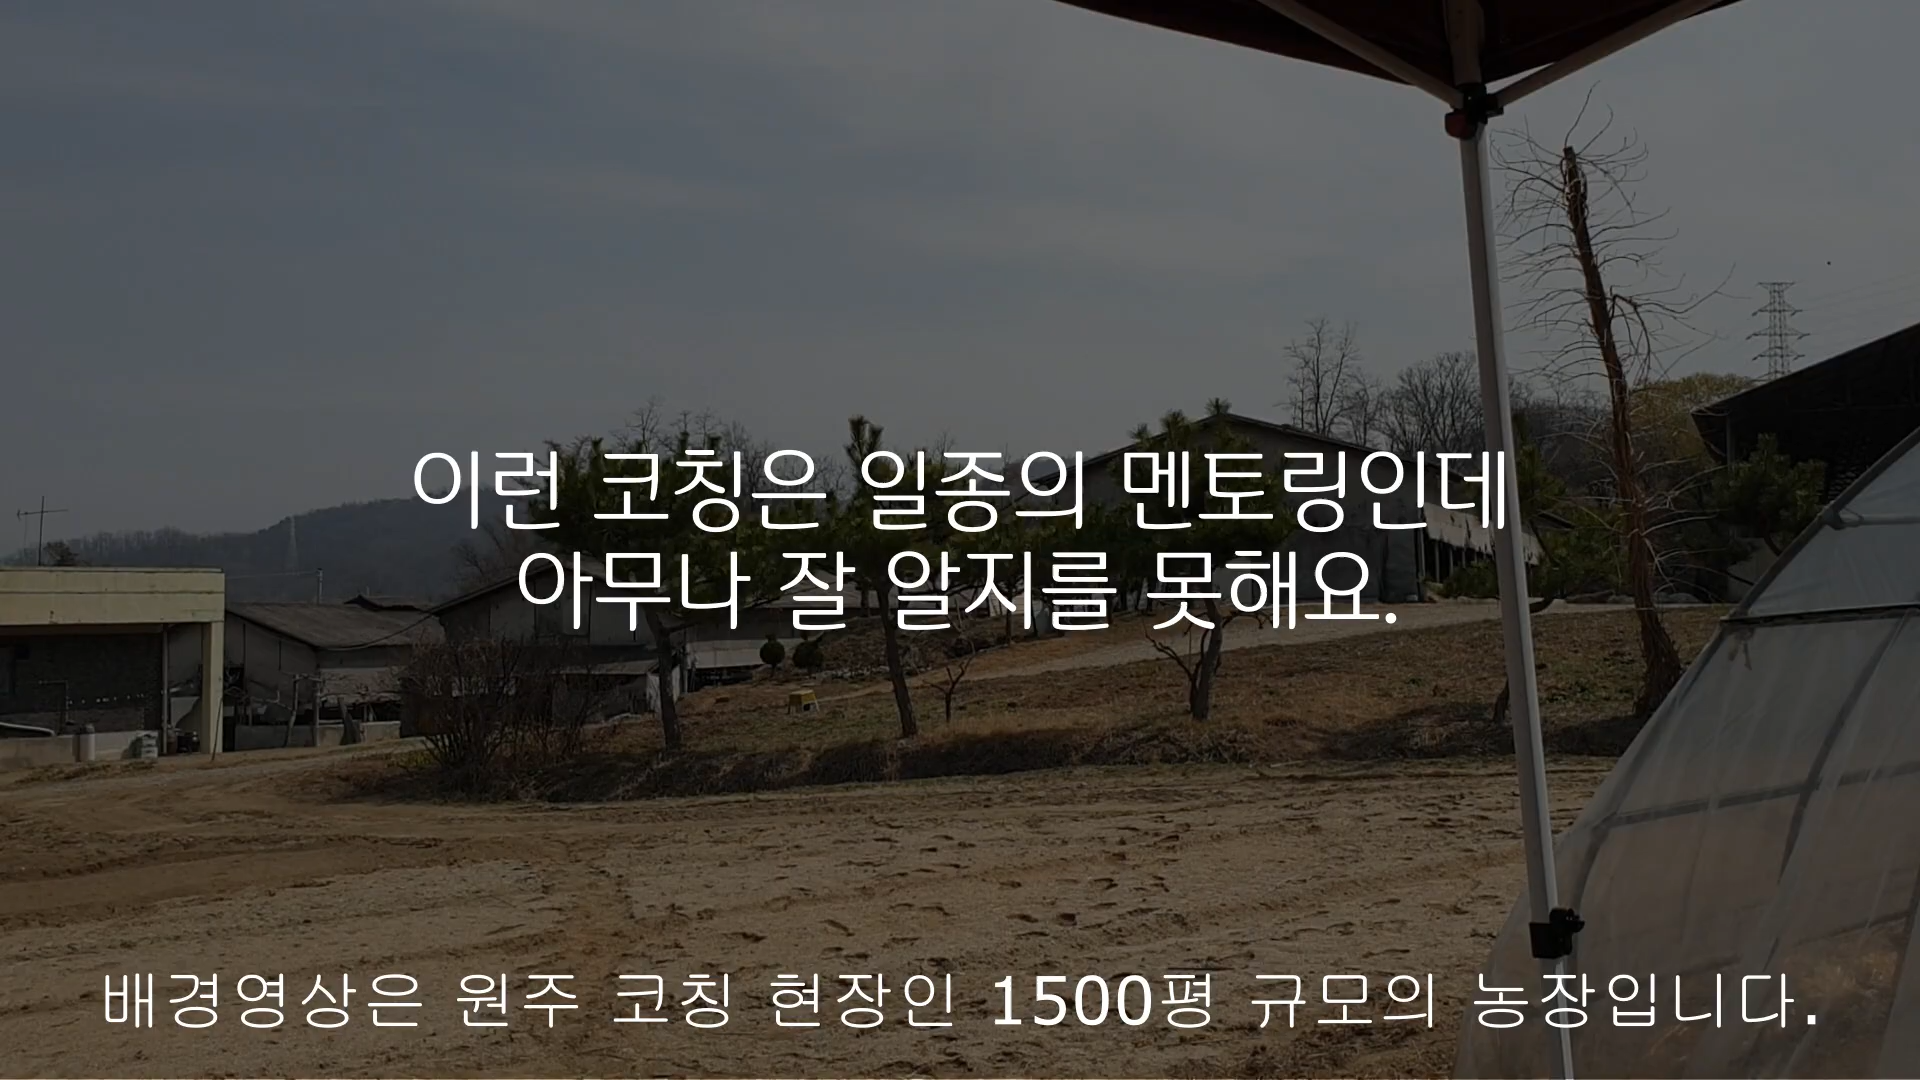 이런 코칭은 일종의 멘토링인데
아무나 잘 알지를 못해요.
배경영상은 원주 코칭 현장인 1500평 규모의 농장입니다.